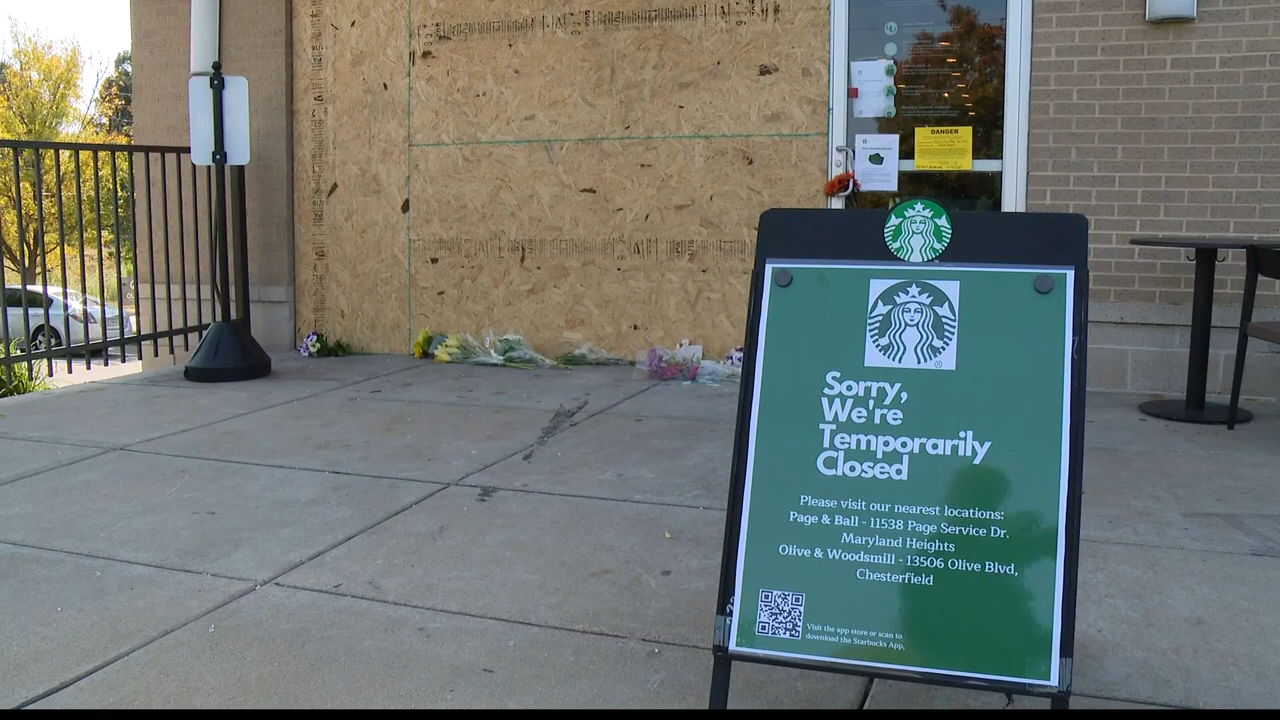 DANGER
Sorry,
We're
Temporarily
Closed
Please visit our nearest locations:
Page & Ball - 11538 Page Service Dr.
Maryland Heights
Olive & Woodsmill - 13506 Olive Blvd,
Chesterfield
Visit the app store or scan to
download the Starbucks App.